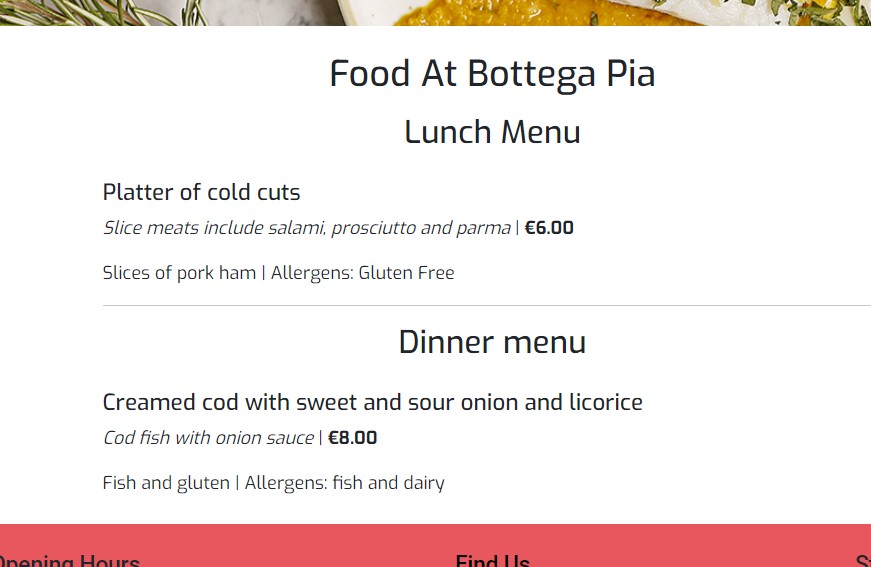 Food At Bottega Pia
Lunch Menu
Platter of cold cuts
Slice meats include salami, prosciutto and parma | €6.00
Slices of pork ham | Allergens: Gluten Free
Dinner menu
Creamed cod with sweet and sour onion and licorice
Cod fish with onion sauce | €8.00
Fish and gluten | Allergens: fish and dairy
Opening Hours
Find Us